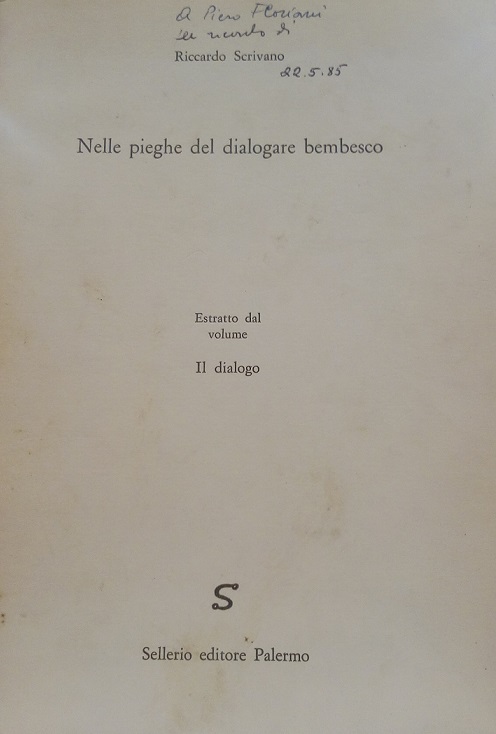 A Piero Floriani
in ricordo di
Riccardo Scrivano
22.5.85
Nelle pieghe del dialogare bembesco
Estratto dal
volume
Il dialogo
S
Sellerio editore Palermo